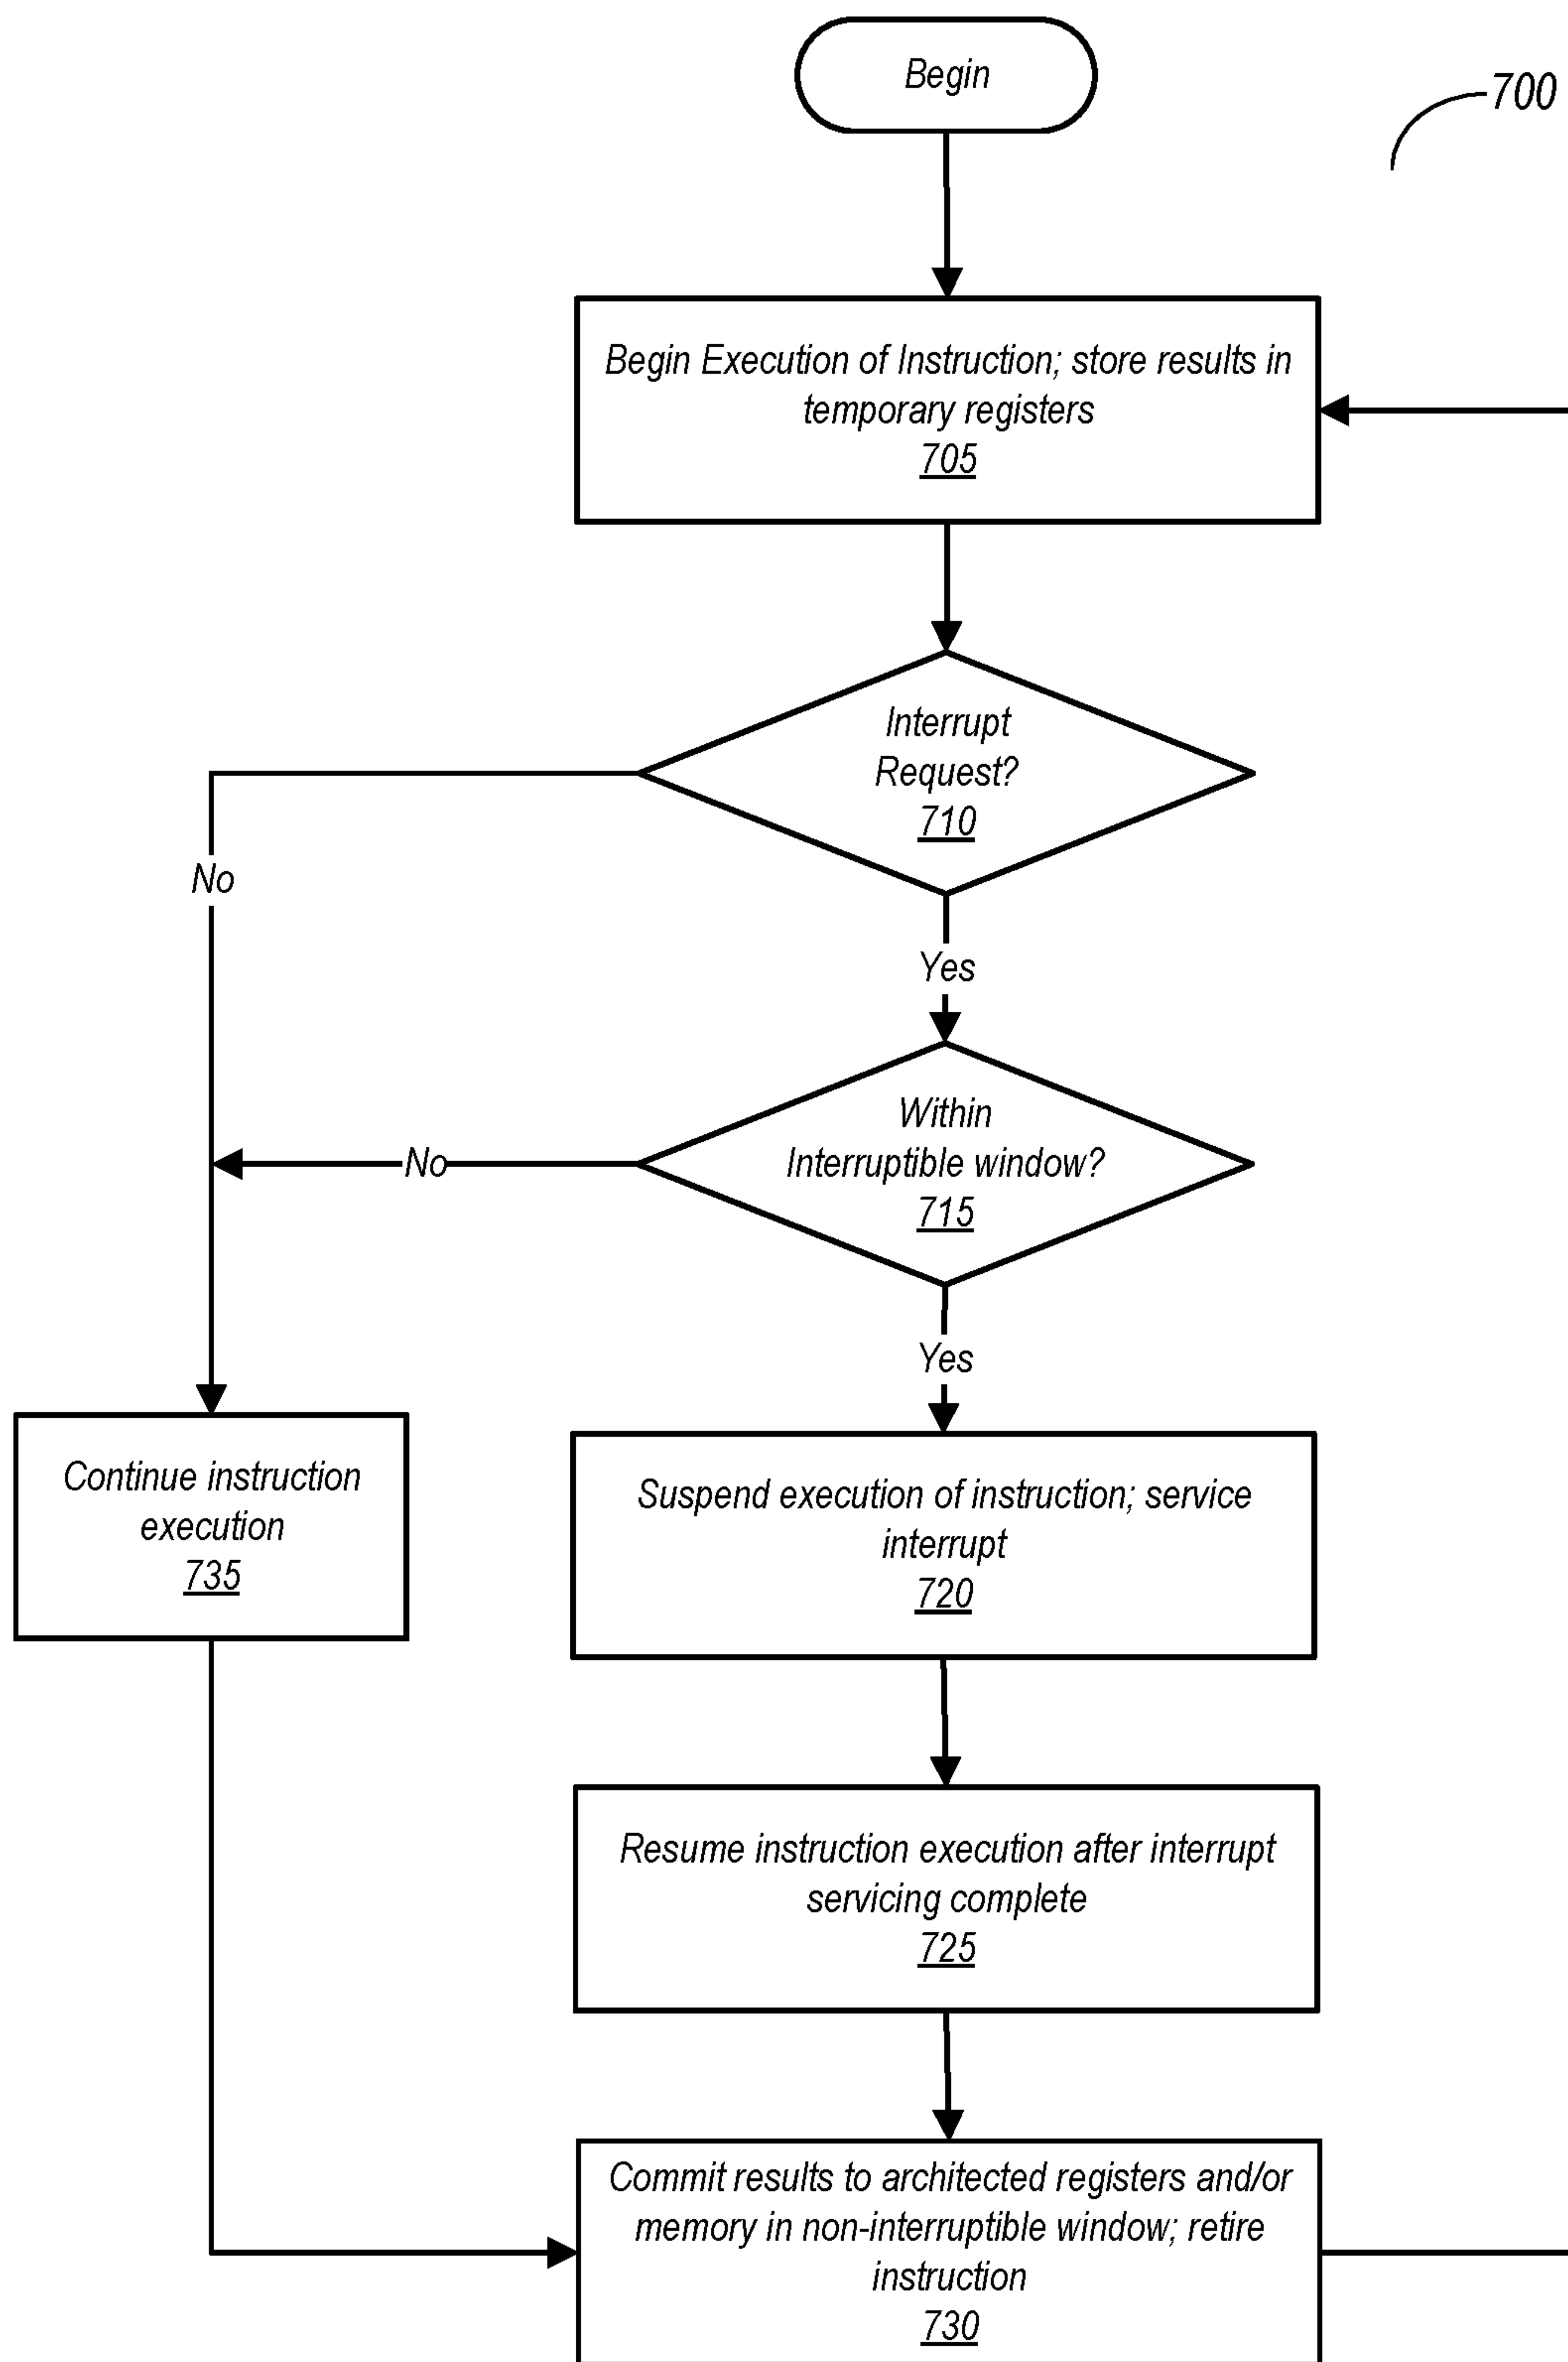 Begin
700
Begin Execution of Instruction; store results in
temporary registers
705
Interrupt
Request?
710
No
Yes
Within
Interruptible window?
715
No
Yes
Continue instruction
execution
735
Suspend execution of instruction; service
interrupt
720
Resume instruction execution after interrupt
servicing complete
725
Commit results to architected registers and/or
memory in non-interruptible window; retire
instruction
730